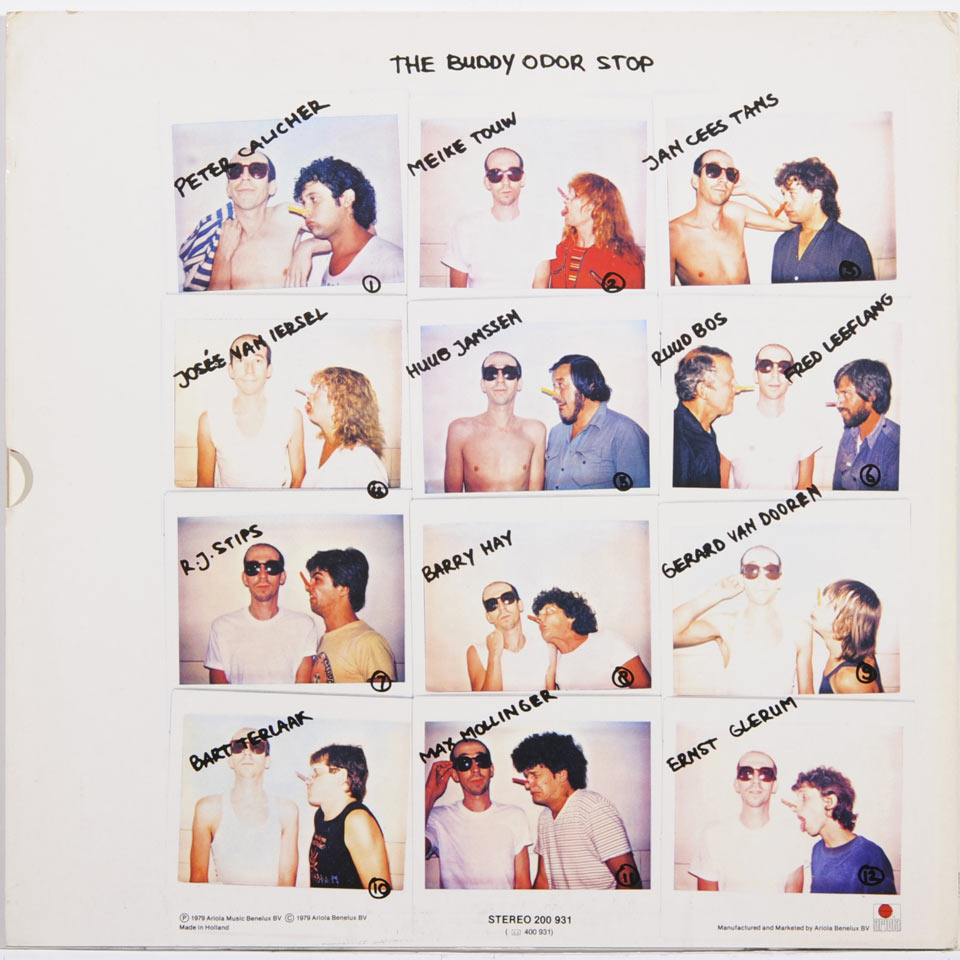 THE BUDDY ODOR STOP
PETER CALICHER
1
MEIKE TOUW
2
JAN CEES TANS
3
JOSÉE VAN IERSEL
4
HUUB JANSSEN
5
RUUD BOS
FRED LEEFLANG
6
R.J. STIPS
7
BARRY HAY
8
GERARD VAN DOOREN
9
BART TERLAAK
10
MAX MOLLINGER
11
ERNST GLERUM
12
Ⓟ 1979 Ariola Music Benelux BV Ⓒ 1979 Ariola Benelux BV
Made in Holland
STEREO 200 931
( 400 931)
Manufactured and Marketed by Ariola Benelux BV
ariola